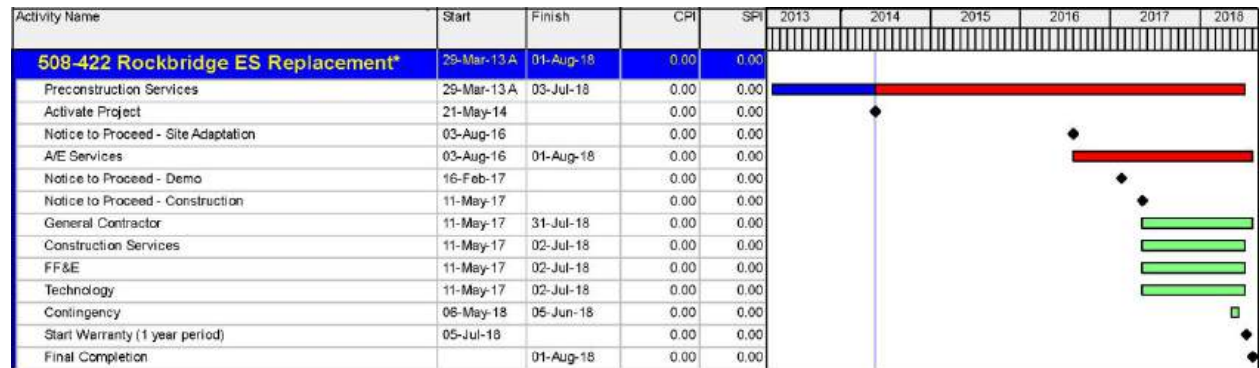 Activity Name Start Finish CPI SPI 2013 2014 2015 2016 2017 2018
508-422 Rockbridge ES Replacement* 29-Mar-13 A 01-Aug-18 0.00 0.00
Preconstruction Services 29-Mar-13 A 03-Jul-18 0.00 0.00
Activate Project 21-May-14 0.00 0.00
Notice to Proceed - Site Adaptation 03-Aug-16 0.00 0.00
A/E Services 03-Aug-16 01-Aug-18 0.00 0.00
Notice to Proceed - Demo 16-Feb-17 0.00 0.00
Notice to Proceed - Construction 11-May-17 0.00 0.00
General Contractor 11-May-17 31-Jul-18 0.00 0.00
Construction Services 11-May-17 02-Jul-18 0.00 0.00
FF&E 11-May-17 02-Jul-18 0.00 0.00
Technology 11-May-17 02-Jul-18 0.00 0.00
Contingency 06-May-18 05-Jun-18 0.00 0.00
Start Warranty (1 year period) 05-Jul-18 0.00 0.00
Final Completion 01-Aug-18 0.00 0.00